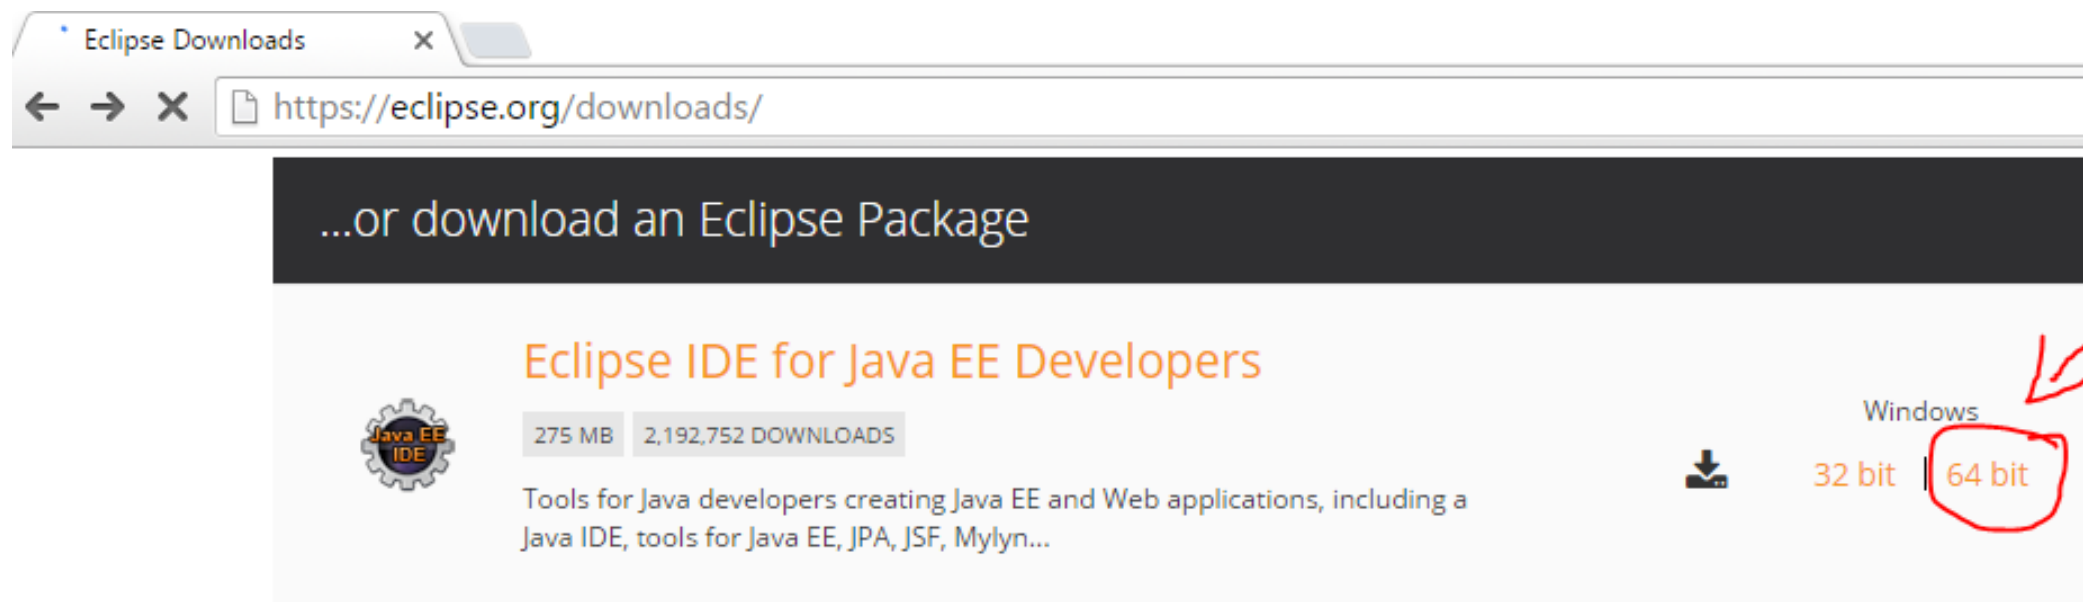 Eclipse Downloads
https://eclipse.org/downloads/
...or download an Eclipse Package
Eclipse IDE for Java EE Developers
275 MB 2,192,752 DOWNLOADS
Java EE
IDE
Tools for Java developers creating Java EE and Web applications, including a
Java IDE, tools for Java EE, JPA, JSF, Mylyn...
Windows
32 bit | 64 bit